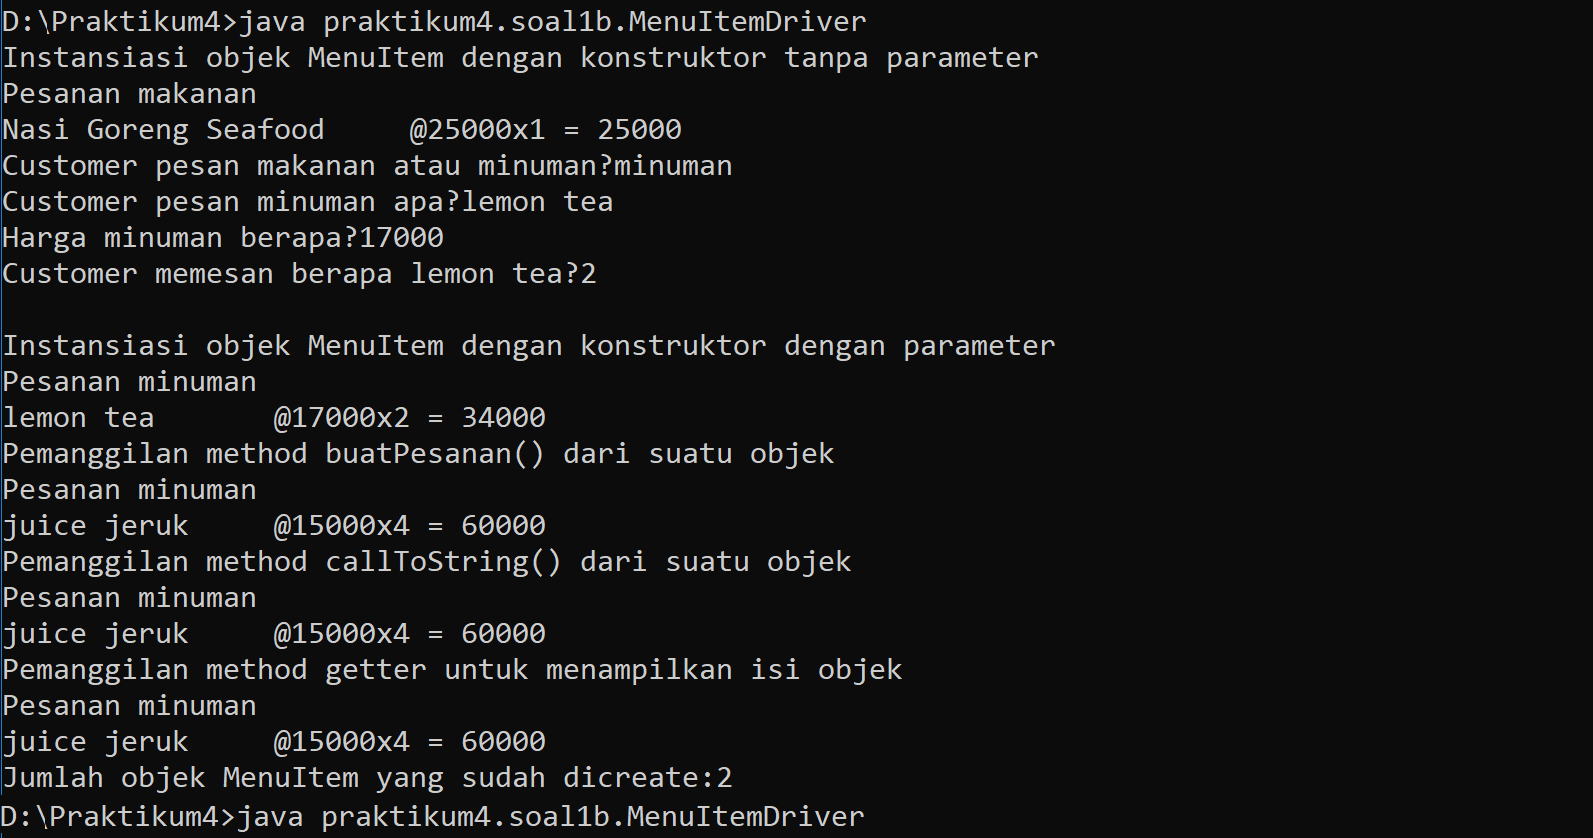 D:\Praktikum4>java praktikum4.soal1b.MenuItemDriver
Instansiasi objek MenuItem dengan konstruktor tanpa parameter
Pesanan makanan
Nasi Goreng Seafood     @25000x1 = 25000
Customer pesan makanan atau minuman?minuman
Customer pesan minuman apa?lemon tea
Harga minuman berapa?17000
Customer memesan berapa lemon tea?2

Instansiasi objek MenuItem dengan konstruktor dengan parameter
Pesanan minuman
lemon tea       @17000x2 = 34000
Pemanggilan method buatPesanan() dari suatu objek
Pesanan minuman
juice jeruk     @15000x4 = 60000
Pemanggilan method callToString() dari suatu objek
Pesanan minuman
juice jeruk     @15000x4 = 60000
Pemanggilan method getter untuk menampilkan isi objek
Pesanan minuman
juice jeruk     @15000x4 = 60000
Jumlah objek MenuItem yang sudah dicreate:2
D:\Praktikum4>java praktikum4.soal1b.MenuItemDriver